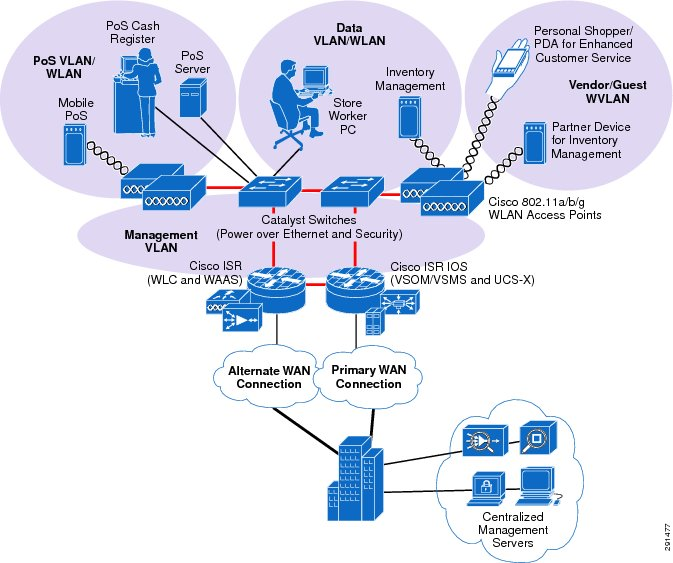 PoS Cash
Register
PoS VLAN/
WLAN
PoS
Server
Mobile
PoS
Data
VLAN/WLAN
Store
Worker
PC
Inventory
Management
Personal Shopper/
PDA for Enhanced
Customer Service
Vendor/Guest
WVLAN
Partner Device
for Inventory
Management
Cisco 802.11a/b/g
WLAN Access Points
Catalyst Switches
(Power over Ethernet and Security)
Management
VLAN
Cisco ISR
(WLC and WAAS)
Cisco ISR IOS
(VSOM/VSMS and UCS-X)
Alternate WAN
Connection
Primary WAN
Connection
Centralized
Management
Servers
291477